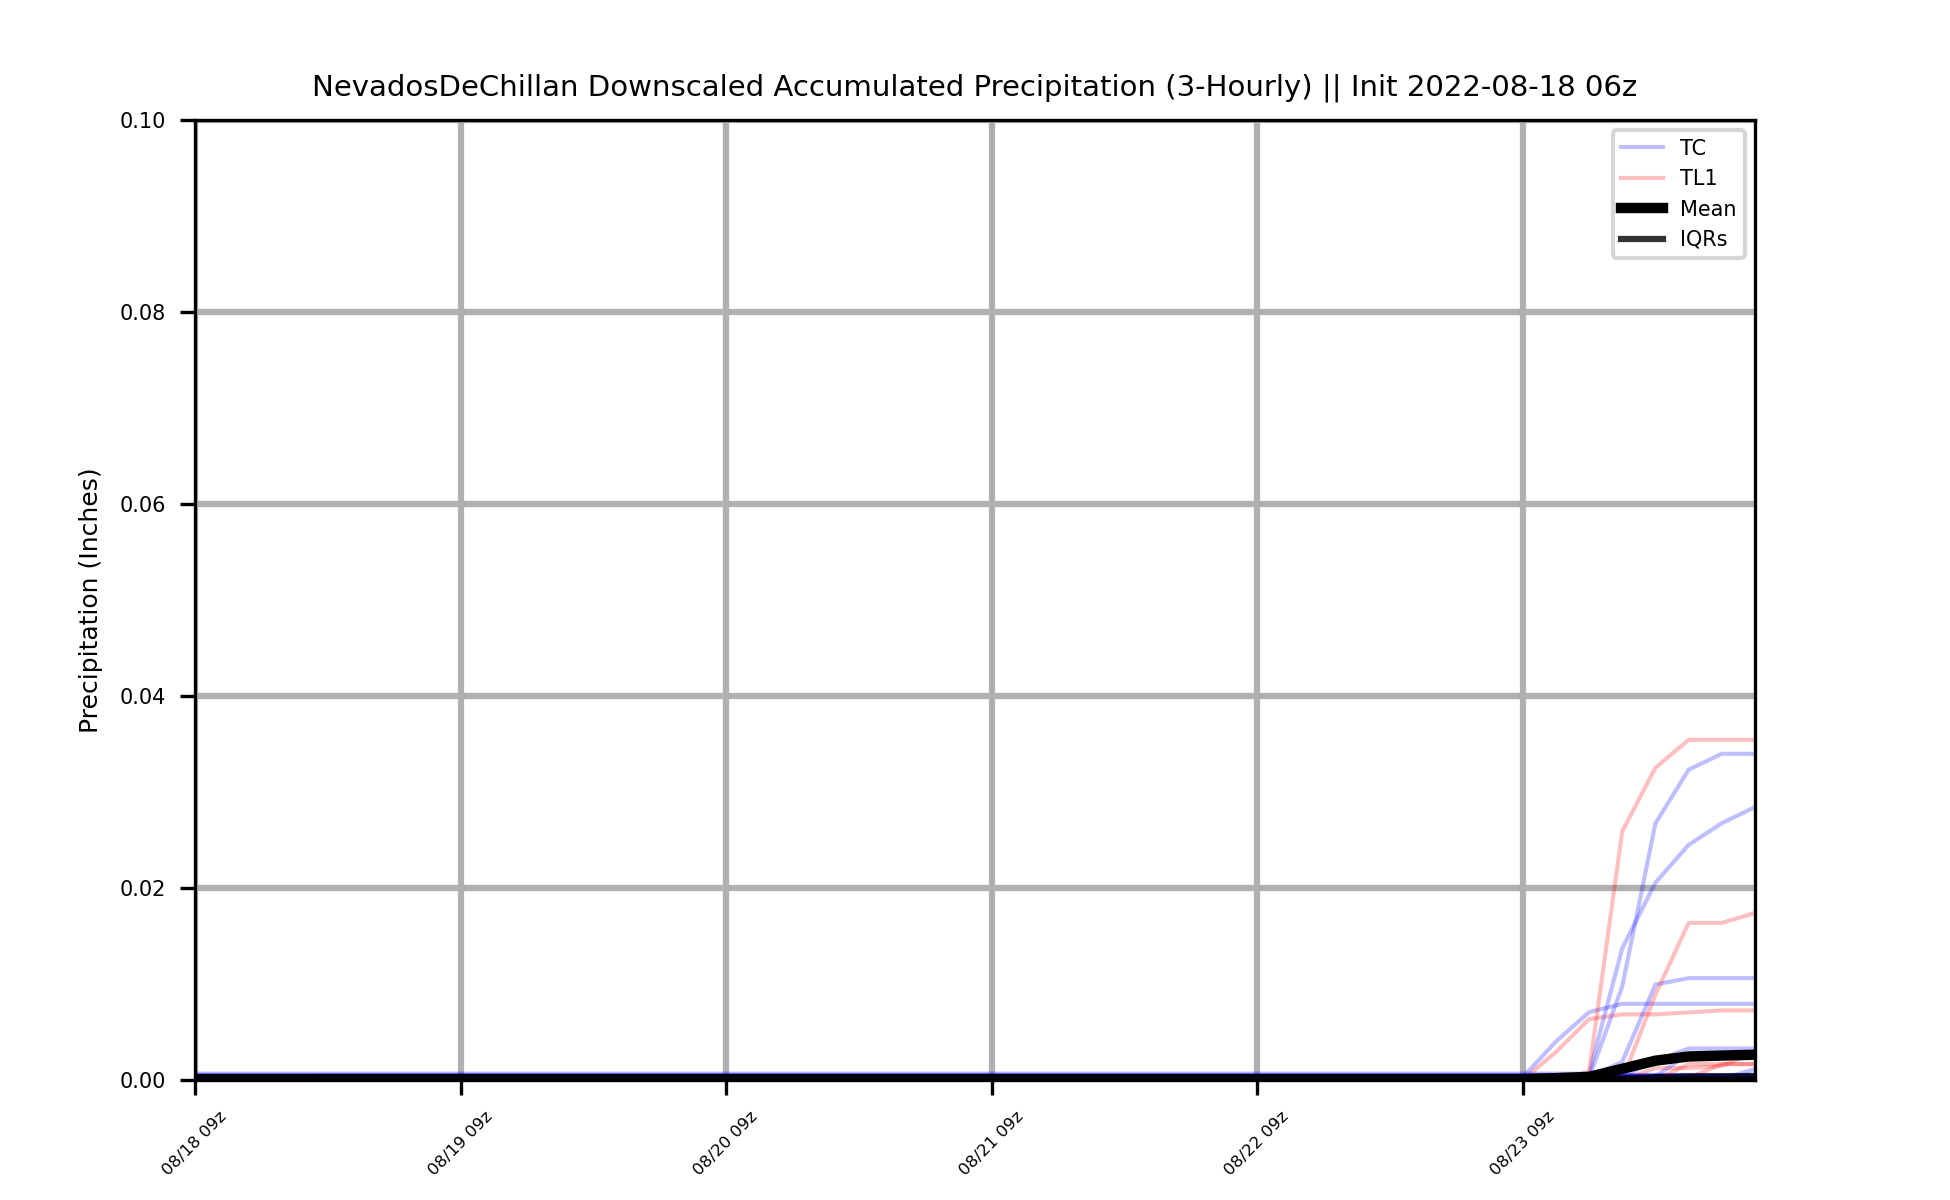 NevadosDeChillan Downscaled Accumulated Precipitation (3-Hourly) || Init 2022-08-18 06z
TC
TL1
Mean
IQRs
Precipitation (Inches)
0.10
0.08
0.06
0.04
0.02
0.00
08/18 09z
08/19 09z
08/20 09z
08/21 09z
08/22 09z
08/23 09z